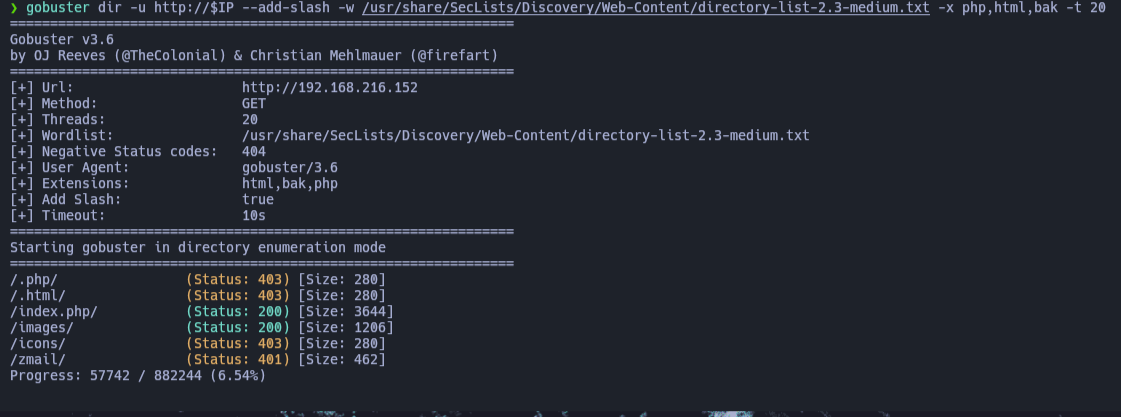 ❯ gobuster dir -u http://$IP --add-slash -w /usr/share/SecLists/Discovery/Web-Content/directory-list-2.3-medium.txt -x php,html,bak -t 20
===============================================================
Gobuster v3.6
by OJ Reeves (@TheColonial) & Christian Mehlmauer (@firefart)
===============================================================
[+] Url:                     http://192.168.216.152
[+] Method:                  GET
[+] Threads:                 20
[+] Wordlist:                /usr/share/SecLists/Discovery/Web-Content/directory-list-2.3-medium.txt
[+] Negative Status codes:   404
[+] User Agent:              gobuster/3.6
[+] Extensions:              html,bak,php
[+] Add Slash:               true
[+] Timeout:                 10s
===============================================================
Starting gobuster in directory enumeration mode
===============================================================
/.php/                (Status: 403) [Size: 280]
/.html/               (Status: 403) [Size: 280]
/index.php/           (Status: 200) [Size: 3644]
/images/              (Status: 200) [Size: 1206]
/icons/               (Status: 403) [Size: 280]
/zmail/               (Status: 401) [Size: 462]
Progress: 57742 / 882244 (6.54%)